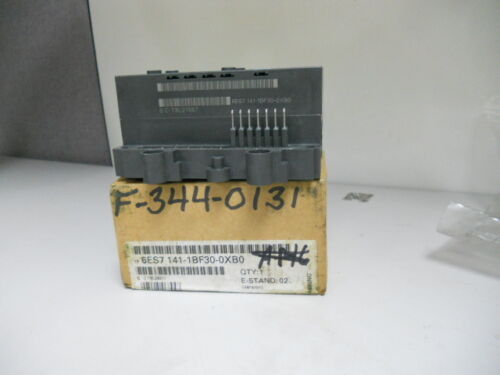 6ES7 141-1BF30-0XB0
F-344-0131
6ES7 141-1BF30-0XB0
QTY:1
E-STAND: 02